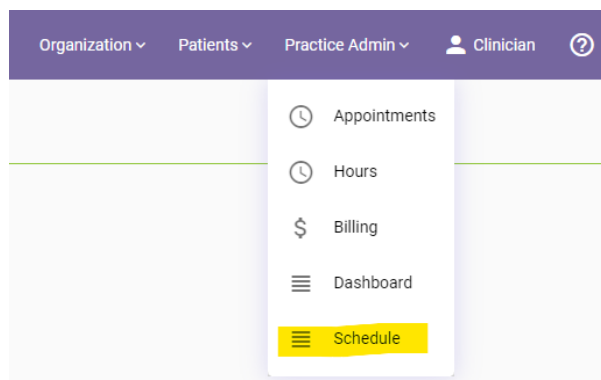 Organization Patients Practice Admin Clinician ?
Appointments
Hours
$ Billing
Dashboard
Schedule